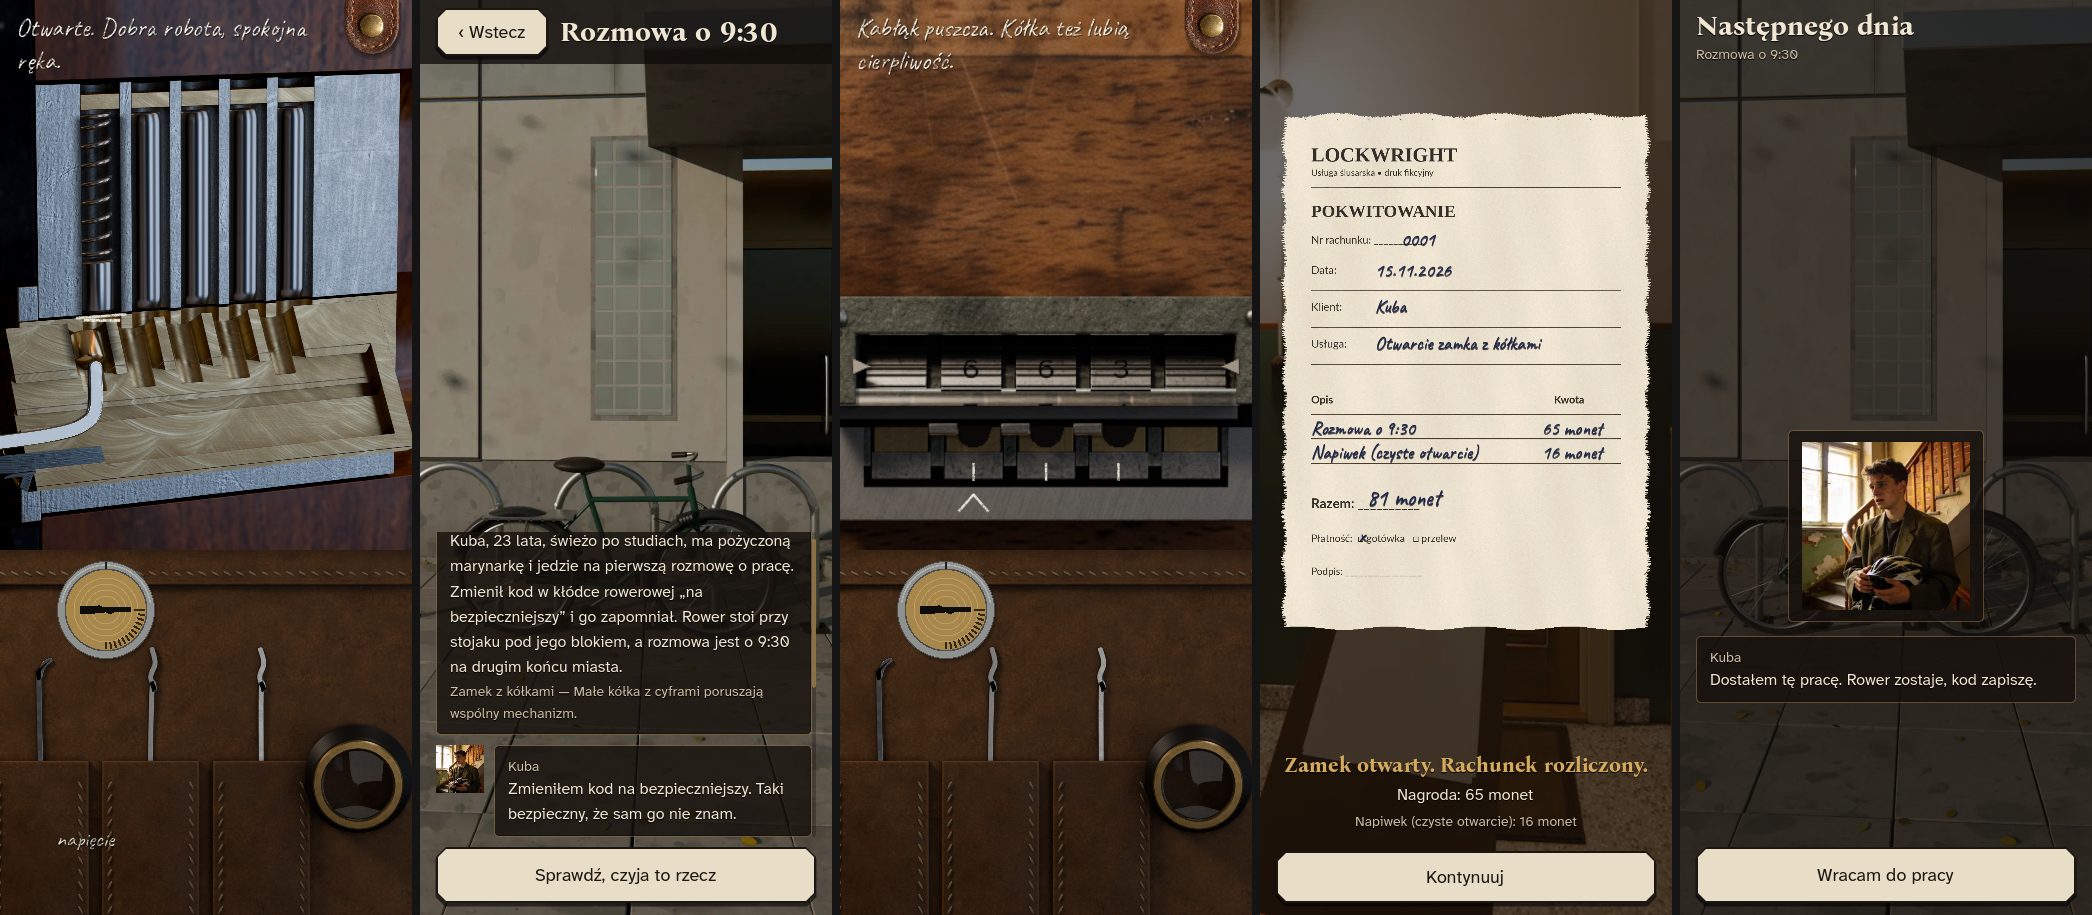 Otwarte. Dobra robota, spokojna
ręka.
napięcie
‹ Wstecz
Rozmowa o 9:30
Kuba, 23 lata, świeżo po studiach, ma pożyczoną
marynarkę i jedzie na pierwszą rozmowę o pracę.
Zmienił kod w kłódce rowerowej „na
bezpieczniejszy” i go zapomniał. Rower stoi przy
stojaku pod jego blokiem, a rozmowa jest o 9:30
na drugim końcu miasta.
Zamek z kółkami — Małe kółka z cyframi poruszają
wspólny mechanizm.
Kuba
Zmieniłem kod na bezpieczniejszy. Taki
bezpieczny, że sam go nie znam.
Sprawdź, czyja to rzecz
Kabłąk puszcza. Kółka też lubią
cierpliwość.
6 6 3
LOCKWRIGHT
Usługa ślusarska • druk fikcyjny
POKWITOWANIE
Nr rachunku: 0001
Data: 15.11.2026
Klient: Kuba
Usługa: Otwarcie zamka z kółkami
Opis Kwota
Rozmowa o 9:30 65 monet
Napiwek (czyste otwarcie) 16 monet
Razem: 81 monet
Płatność: ✗ gotówka □ przelew
Podpis:
Zamek otwarty. Rachunek rozliczony.
Nagroda: 65 monet
Napiwek (czyste otwarcie): 16 monet
Kontynuuj
Następnego dnia
Rozmowa o 9:30
Kuba
Dostałem tę pracę. Rower zostaje, kod zapiszę.
Wracam do pracy